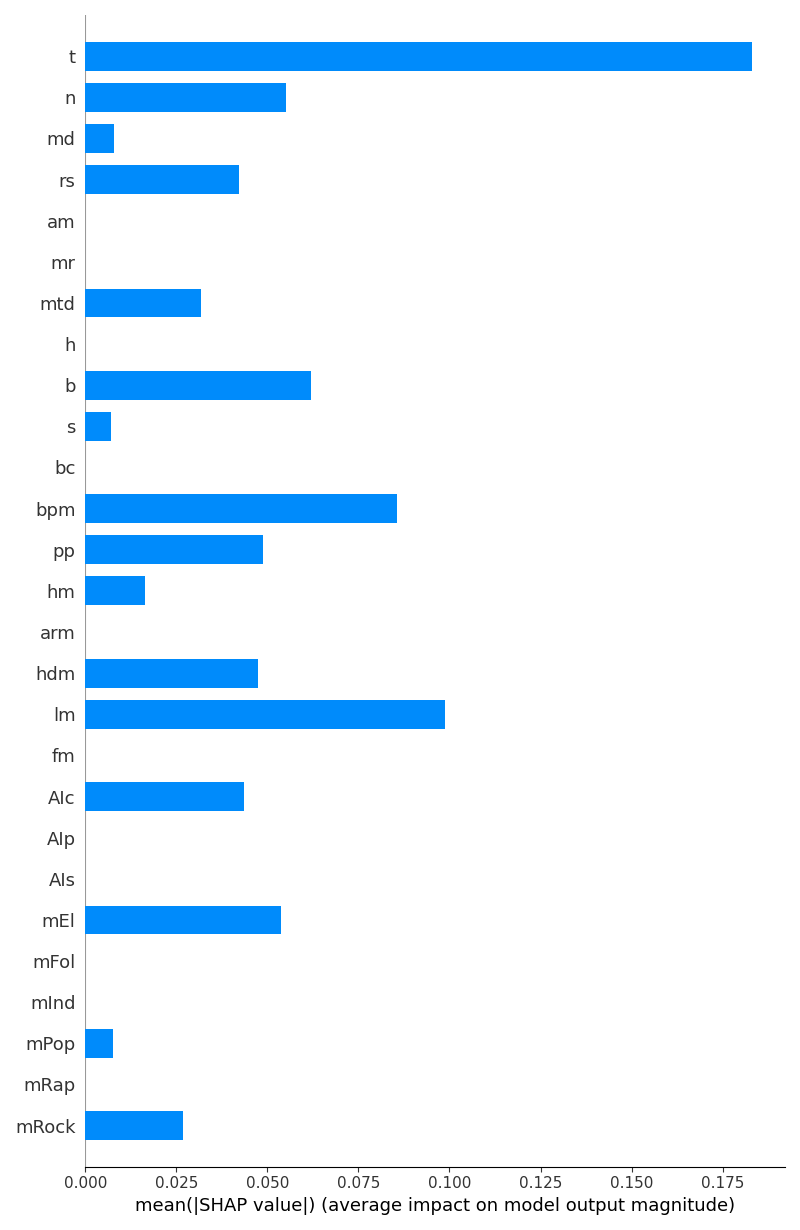 t
n
md
rs
am
mr
mtd
h
b
s
bc
bpm
pp
hm
arm
hdm
lm
fm
AIc
AIp
AIs
mEl
mFol
mInd
mPop
mRap
mRock
0.000 0.025 0.050 0.075 0.100 0.125 0.150 0.175
mean(|SHAP value|) (average impact on model output magnitude)